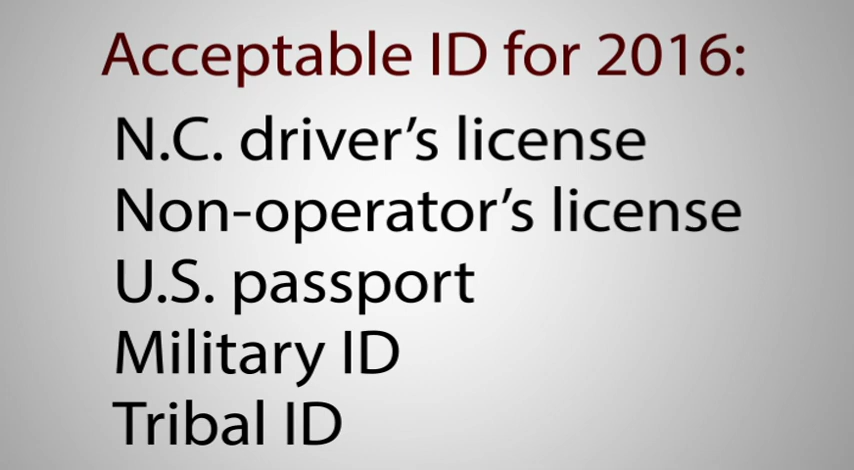 Acceptable ID for 2016:
N.C. driver’s license
Non-operator’s license
U.S. passport
Military ID
Tribal ID